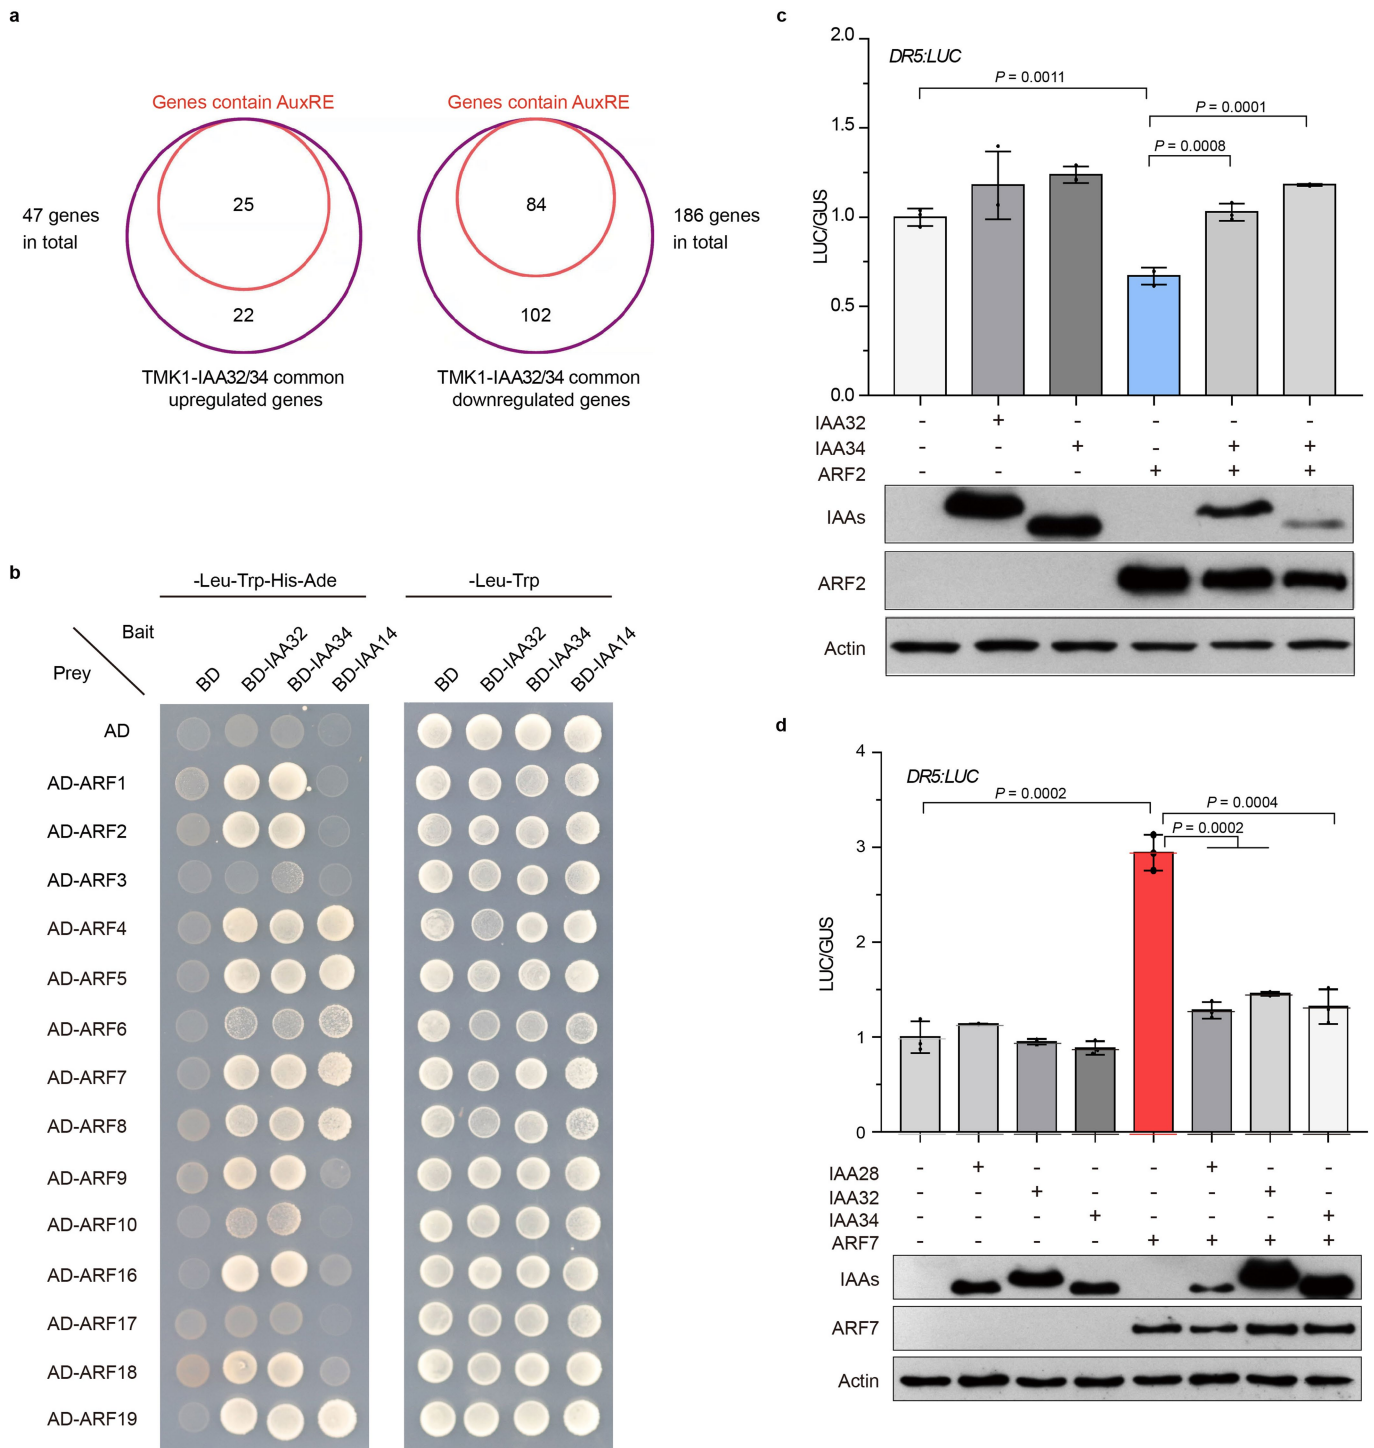 a
Genes contain AuxRE
Genes contain AuxRE
47 genes
in total
25
22
84
102
186 genes
in total
TMK1-IAA32/34 common
upregulated genes
TMK1-IAA32/34 common
downregulated genes
b
-Leu-Trp-His-Ade
-Leu-Trp
Bait
Prey
BD
BD-IAA32
BD-IAA34
BD-IAA14
BD
BD-IAA32
BD-IAA34
BD-IAA14
AD
AD-ARF1
AD-ARF2
AD-ARF3
AD-ARF4
AD-ARF5
AD-ARF6
AD-ARF7
AD-ARF8
AD-ARF9
AD-ARF10
AD-ARF16
AD-ARF17
AD-ARF18
AD-ARF19
c
DR5:LUC
LUC/GUS
2.0
1.5
1.0
0.5
0.0
P = 0.0011
P = 0.0001
P = 0.0008
IAA32 - + - - - -
IAA34 - - + - + +
ARF2 - - - + + +
IAAs
ARF2
Actin
d
DR5:LUC
LUC/GUS
4
3
2
1
0
P = 0.0002
P = 0.0004
P = 0.0002
IAA28 - + - - - + - -
IAA32 - - + - - - + -
IAA34 - - - + - - - +
ARF7 - - - - + + + +
IAAs
ARF7
Actin